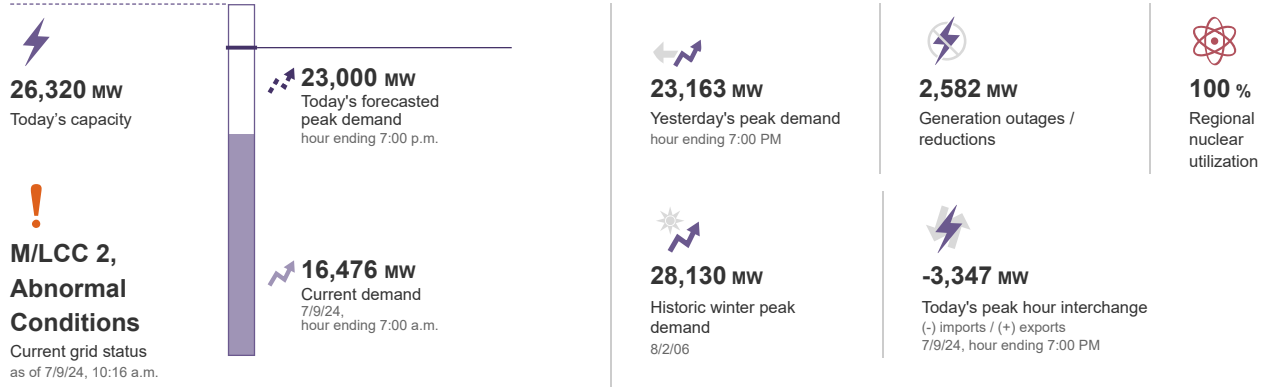 26,320 MW
Today's capacity
M/LCC 2,
Abnormal
Conditions
Current grid status
as of 7/9/24, 10:16 a.m.
23,000 MW
Today's forecasted
peak demand
hour ending 7:00 p.m.
16,476 MW
Current demand
7/9/24,
hour ending 7:00 a.m.
23,163 MW
Yesterday's peak demand
hour ending 7:00 PM
2,582 MW
Generation outages /
reductions
100 %
Regional
nuclear
utilization
28,130 MW
Historic winter peak
demand
8/2/06
-3,347 MW
Today's peak hour interchange
(-) imports / (+) exports
7/9/24, hour ending 7:00 PM